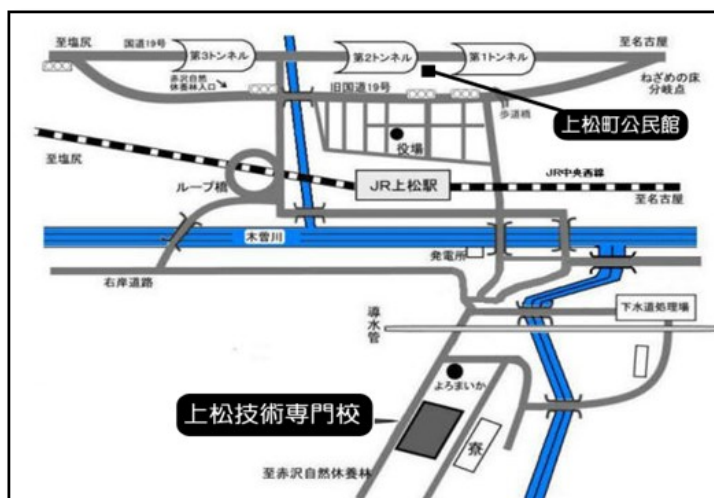 至塩尻
国道19号
第3トンネル
第2トンネル
第1トンネル
至名古屋
赤沢自然
休養林入口
旧国道19号
ねざめの床
分岐点
歩道橋
上松町公民館
役場
至塩尻
ループ橋
JR上松駅
JR中央西線
至名古屋
木曽川
発電所
右岸道路
導水管
下水道処理場
よろまいか
上松技術専門校
寮
至赤沢自然休養林